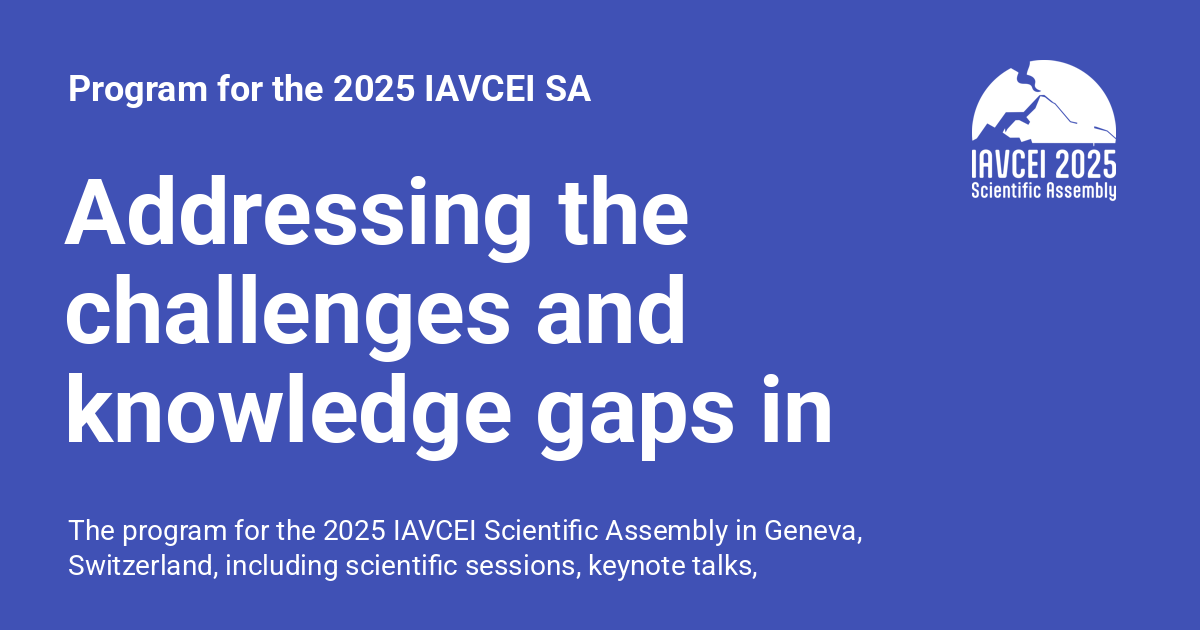 Program for the 2025 IAVCEI SA
IAVCEI 2025
Scientific Assembly
Addressing the
challenges and
knowledge gaps in
The program for the 2025 IAVCEI Scientific Assembly in Geneva,
Switzerland, including scientific sessions, keynote talks,